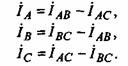 İ_A = İ_AB − İ_AC,
İ_B = İ_BC − İ_AB,
İ_C = İ_AC − İ_BC.